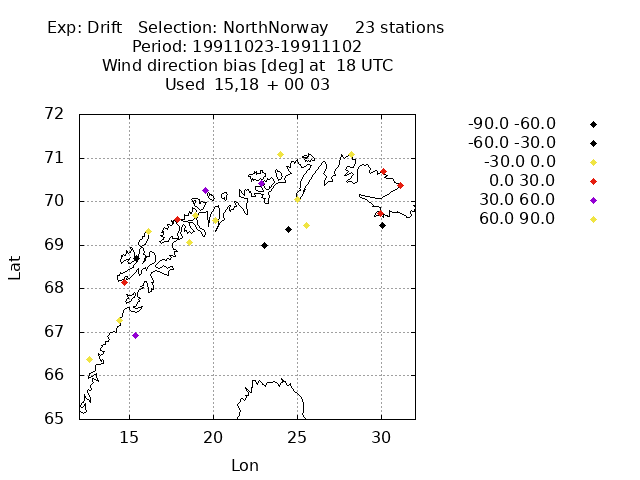 Exp: Drift   Selection: NorthNorway     23 stations
Period: 19911023-19911102
Wind direction bias [deg] at  18 UTC
Used  15,18 + 00 03
72
71
70
69
68
67
66
65
Lat
15 20 25 30
Lon
-90.0 -60.0
-60.0 -30.0
-30.0 0.0
0.0 30.0
30.0 60.0
60.0 90.0